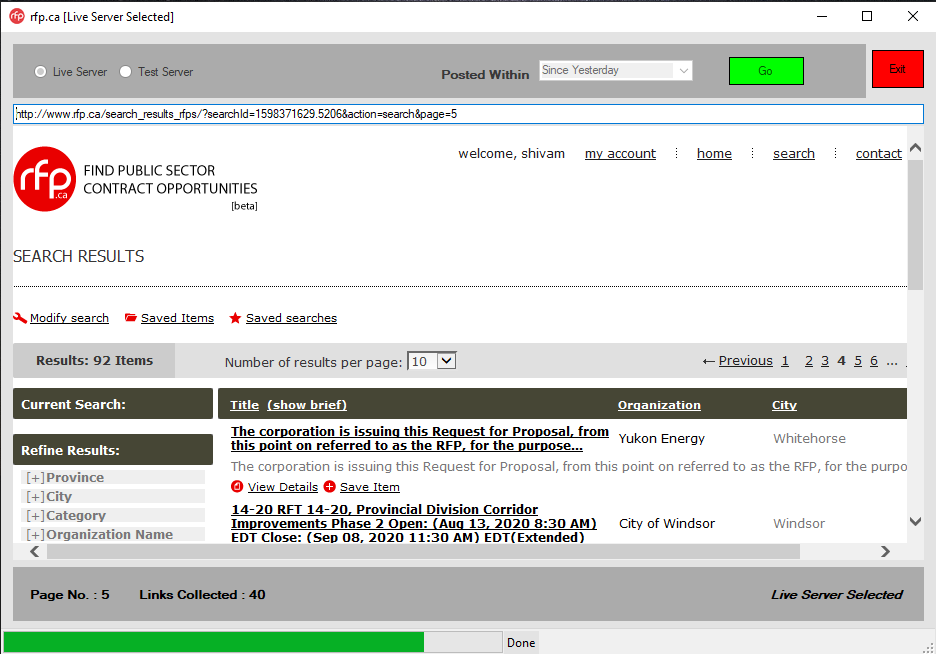 rfp.ca [Live Server Selected]
Live Server Test Server Posted Within Since Yesterday Go Exit
http://www.rfp.ca/search_results_rfps/?searchId=1598371629.5206&action=search&page=5
welcome, shivam my account home search contact
rfp.ca
FIND PUBLIC SECTOR
CONTRACT OPPORTUNITIES
[beta]
SEARCH RESULTS
Modify search Saved Items Saved searches
Results: 92 Items Number of results per page: 10 ← Previous 1 2 3 4 5 6 ...
Current Search: Title (show brief) Organization City
The corporation is issuing this Request for Proposal, from
this point on referred to as the RFP, for the purpose... Yukon Energy Whitehorse
Refine Results:
The corporation is issuing this Request for Proposal, from this point on referred to as the RFP, for the purpo
[+]Province
View Details Save Item
[+]City
[+]Category
[+]Organization Name
14-20 RFT 14-20, Provincial Division Corridor
Improvements Phase 2 Open: (Aug 13, 2020 8:30 AM) City of Windsor Windsor
EDT Close: (Sep 08, 2020 11:30 AM) EDT(Extended)
Page No. : 5 Links Collected : 40 Live Server Selected
Done